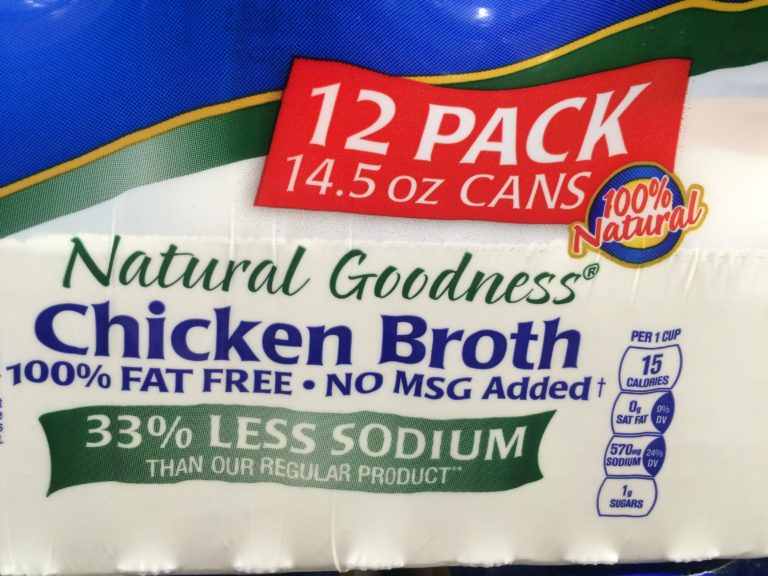 12 PACK
14.5 oz CANS
100%
Natural
Natural Goodness®
Chicken Broth
100% FAT FREE • NO MSG Added†
33% LESS SODIUM
THAN OUR REGULAR PRODUCT**
PER 1 CUP
15
CALORIES
0g
SAT FAT
0%
DV
570mg
SODIUM
24%
DV
1g
SUGARS